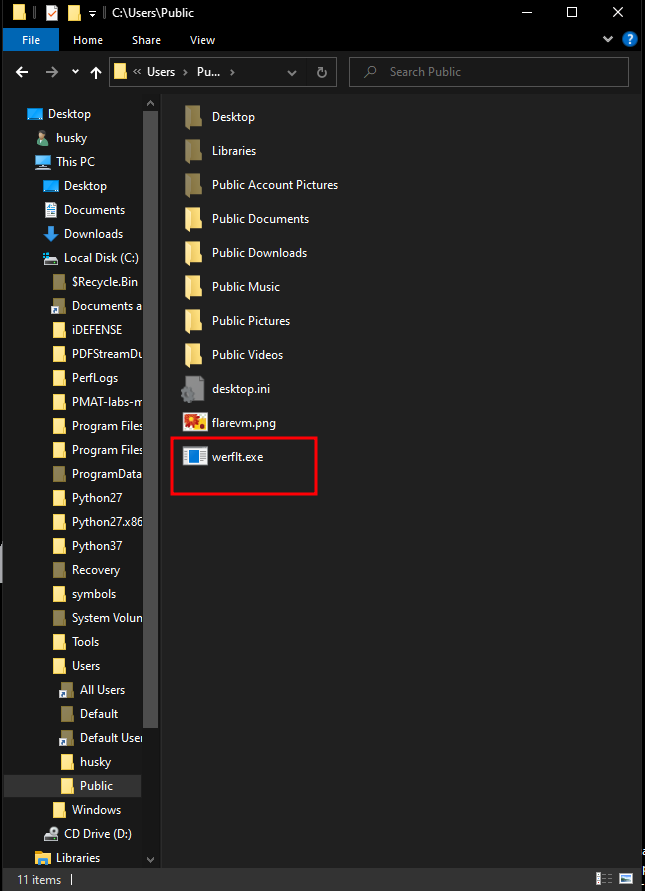 C:\Users\Public
File Home Share View
« Users › Pu... ›
Search Public
Desktop
husky
This PC
Desktop
Documents
Downloads
Local Disk (C:)
$Recycle.Bin
Documents a
iDEFENSE
PDFStreamDu
PerfLogs
PMAT-labs-m
Program Files
Program Files
ProgramData
Python27
Python27.x86
Python37
Recovery
symbols
System Volun
Tools
Users
All Users
Default
Default User
husky
Public
Windows
CD Drive (D:)
Libraries
Desktop
Libraries
Public Account Pictures
Public Documents
Public Downloads
Public Music
Public Pictures
Public Videos
desktop.ini
flarevm.png
werflt.exe
11 items